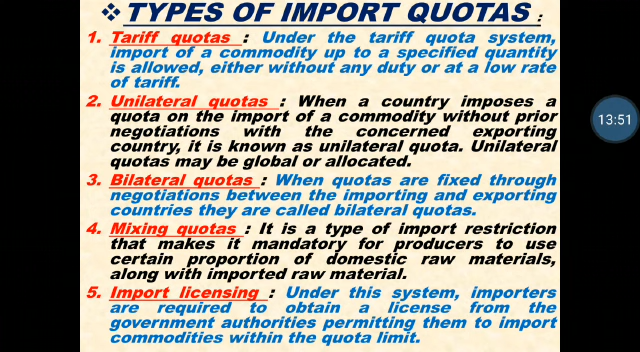 ❖ TYPES OF IMPORT QUOTAS :
1. Tariff quotas : Under the tariff quota system,
import of a commodity up to a specified quantity
is allowed, either without any duty or at a low rate
of tariff.
2. Unilateral quotas : When a country imposes a
quota on the import of a commodity without prior
negotiations with the concerned exporting
country, it is known as unilateral quota. Unilateral
quotas may be global or allocated.
3. Bilateral quotas : When quotas are fixed through
negotiations between the importing and exporting
countries they are called bilateral quotas.
4. Mixing quotas : It is a type of import restriction
that makes it mandatory for producers to use
certain proportion of domestic raw materials,
along with imported raw material.
5. Import licensing : Under this system, importers
are required to obtain a license from the
government authorities permitting them to import
commodities within the quota limit.
13:51